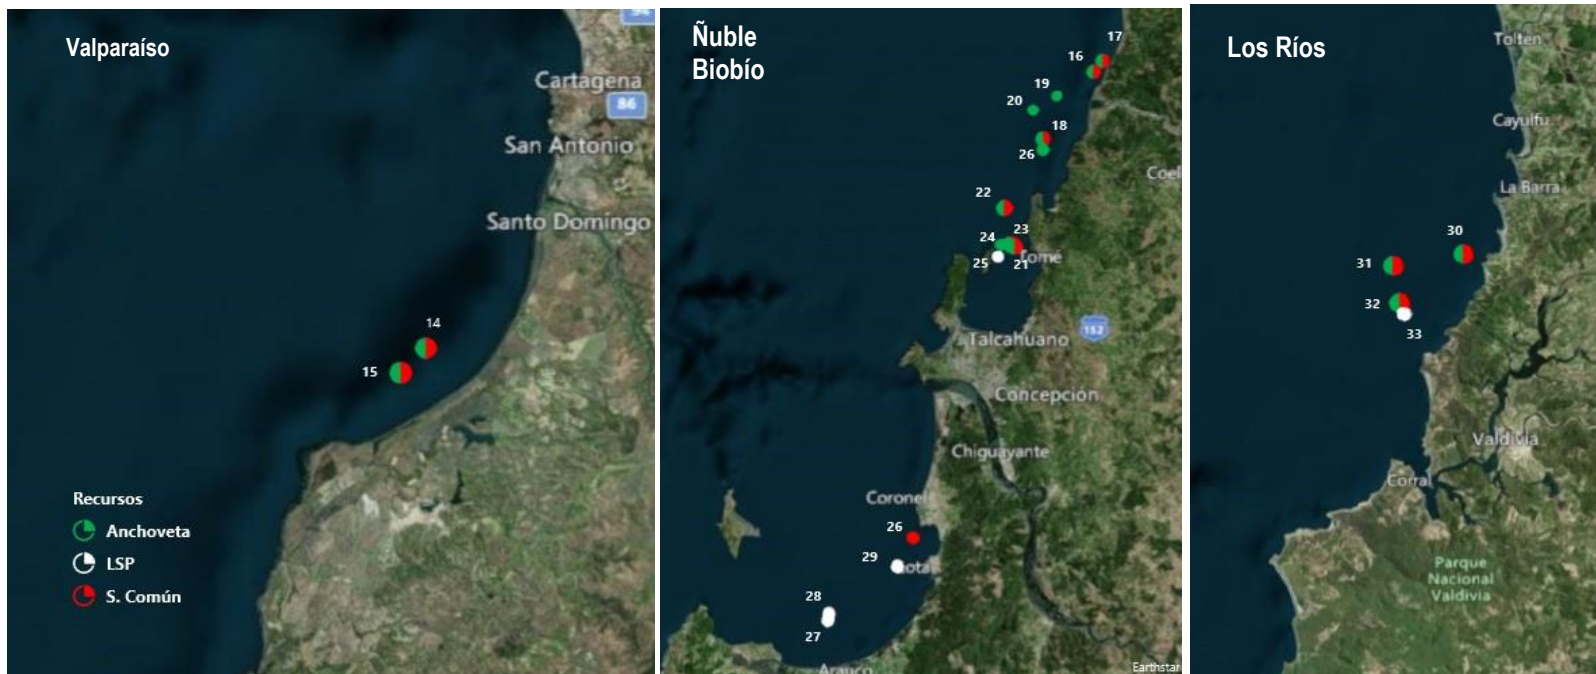 Valparaíso
Cartagena
86
San Antonio
Santo Domingo
14
15
Recursos
Anchoveta
LSP
S. Común
Ñuble
Biobío
17
16
19
20
18
26
Coel
22
23
24
25
Tomé
21
Talcahuano
152
Concepción
Chiguayante
Coronel
26
29
Lota
28
27
Arauco
Earthstar
Los Ríos
Tolten
Cayulfu
La Barra
30
31
32
33
Valdivia
Corral
Parque
Nacional
Valdivia